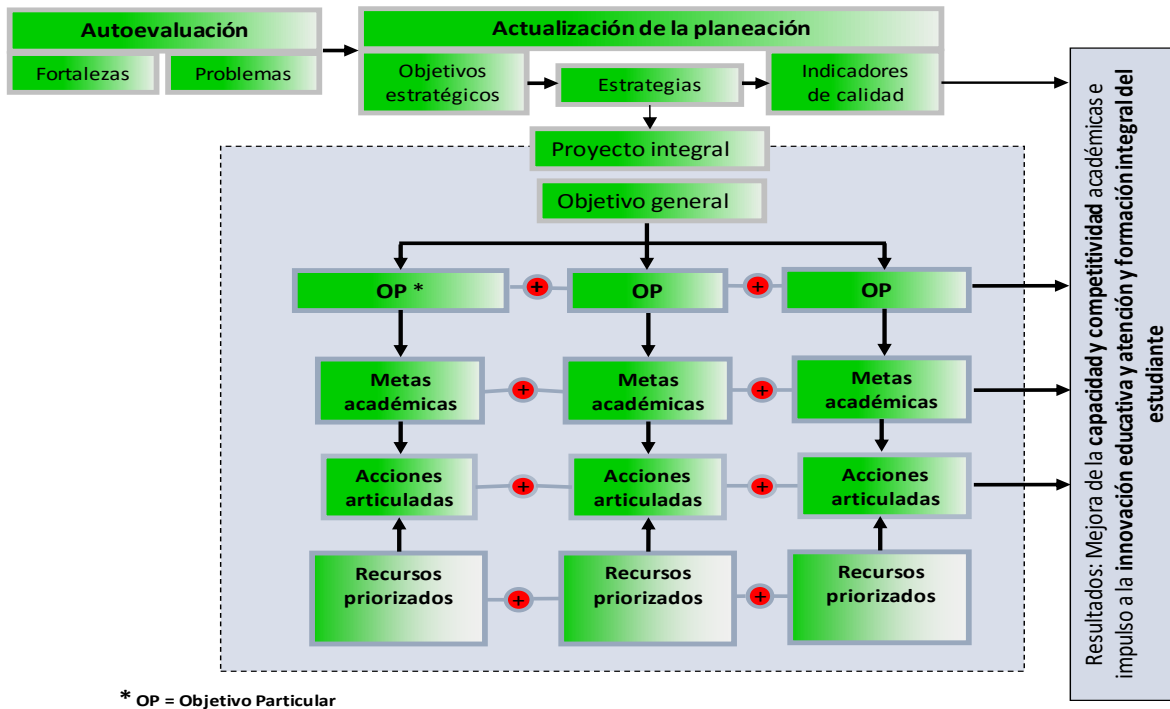 Autoevaluación
Fortalezas
Problemas
Actualización de la planeación
Objetivos
estratégicos
Estrategias
Indicadores
de calidad
Proyecto integral
Objetivo general
OP *
+
OP
+
OP
Metas
académicas
+
Metas
académicas
+
Metas
académicas
Acciones
articuladas
+
Acciones
articuladas
+
Acciones
articuladas
Recursos
priorizados
+
Recursos
priorizados
+
Recursos
priorizados
Resultados: Mejora de la capacidad y competitividad académicas e
impulso a la innovación educativa y atención y formación integral del
estudiante
* OP = Objetivo Particular